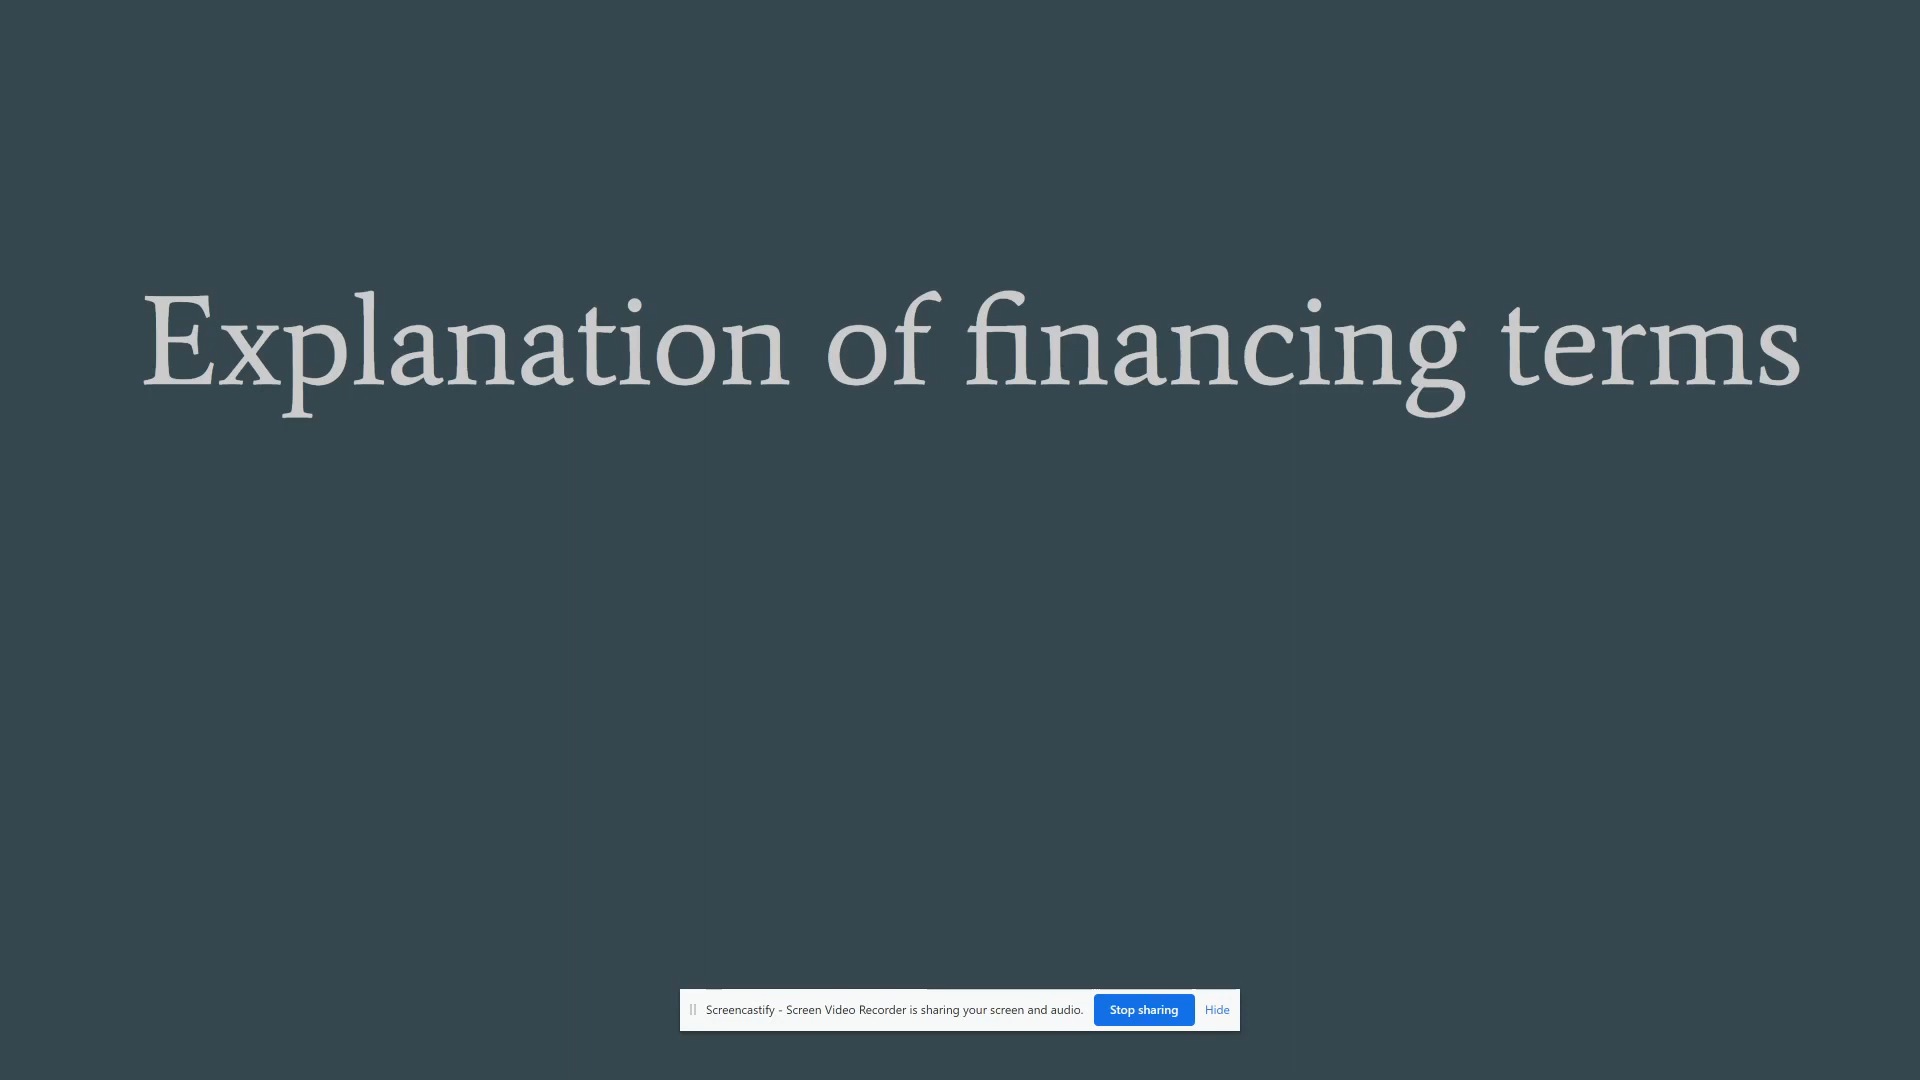 Explanation of financing terms
Screencastify - Screen Video Recorder is sharing your screen and audio. Stop sharing Hide